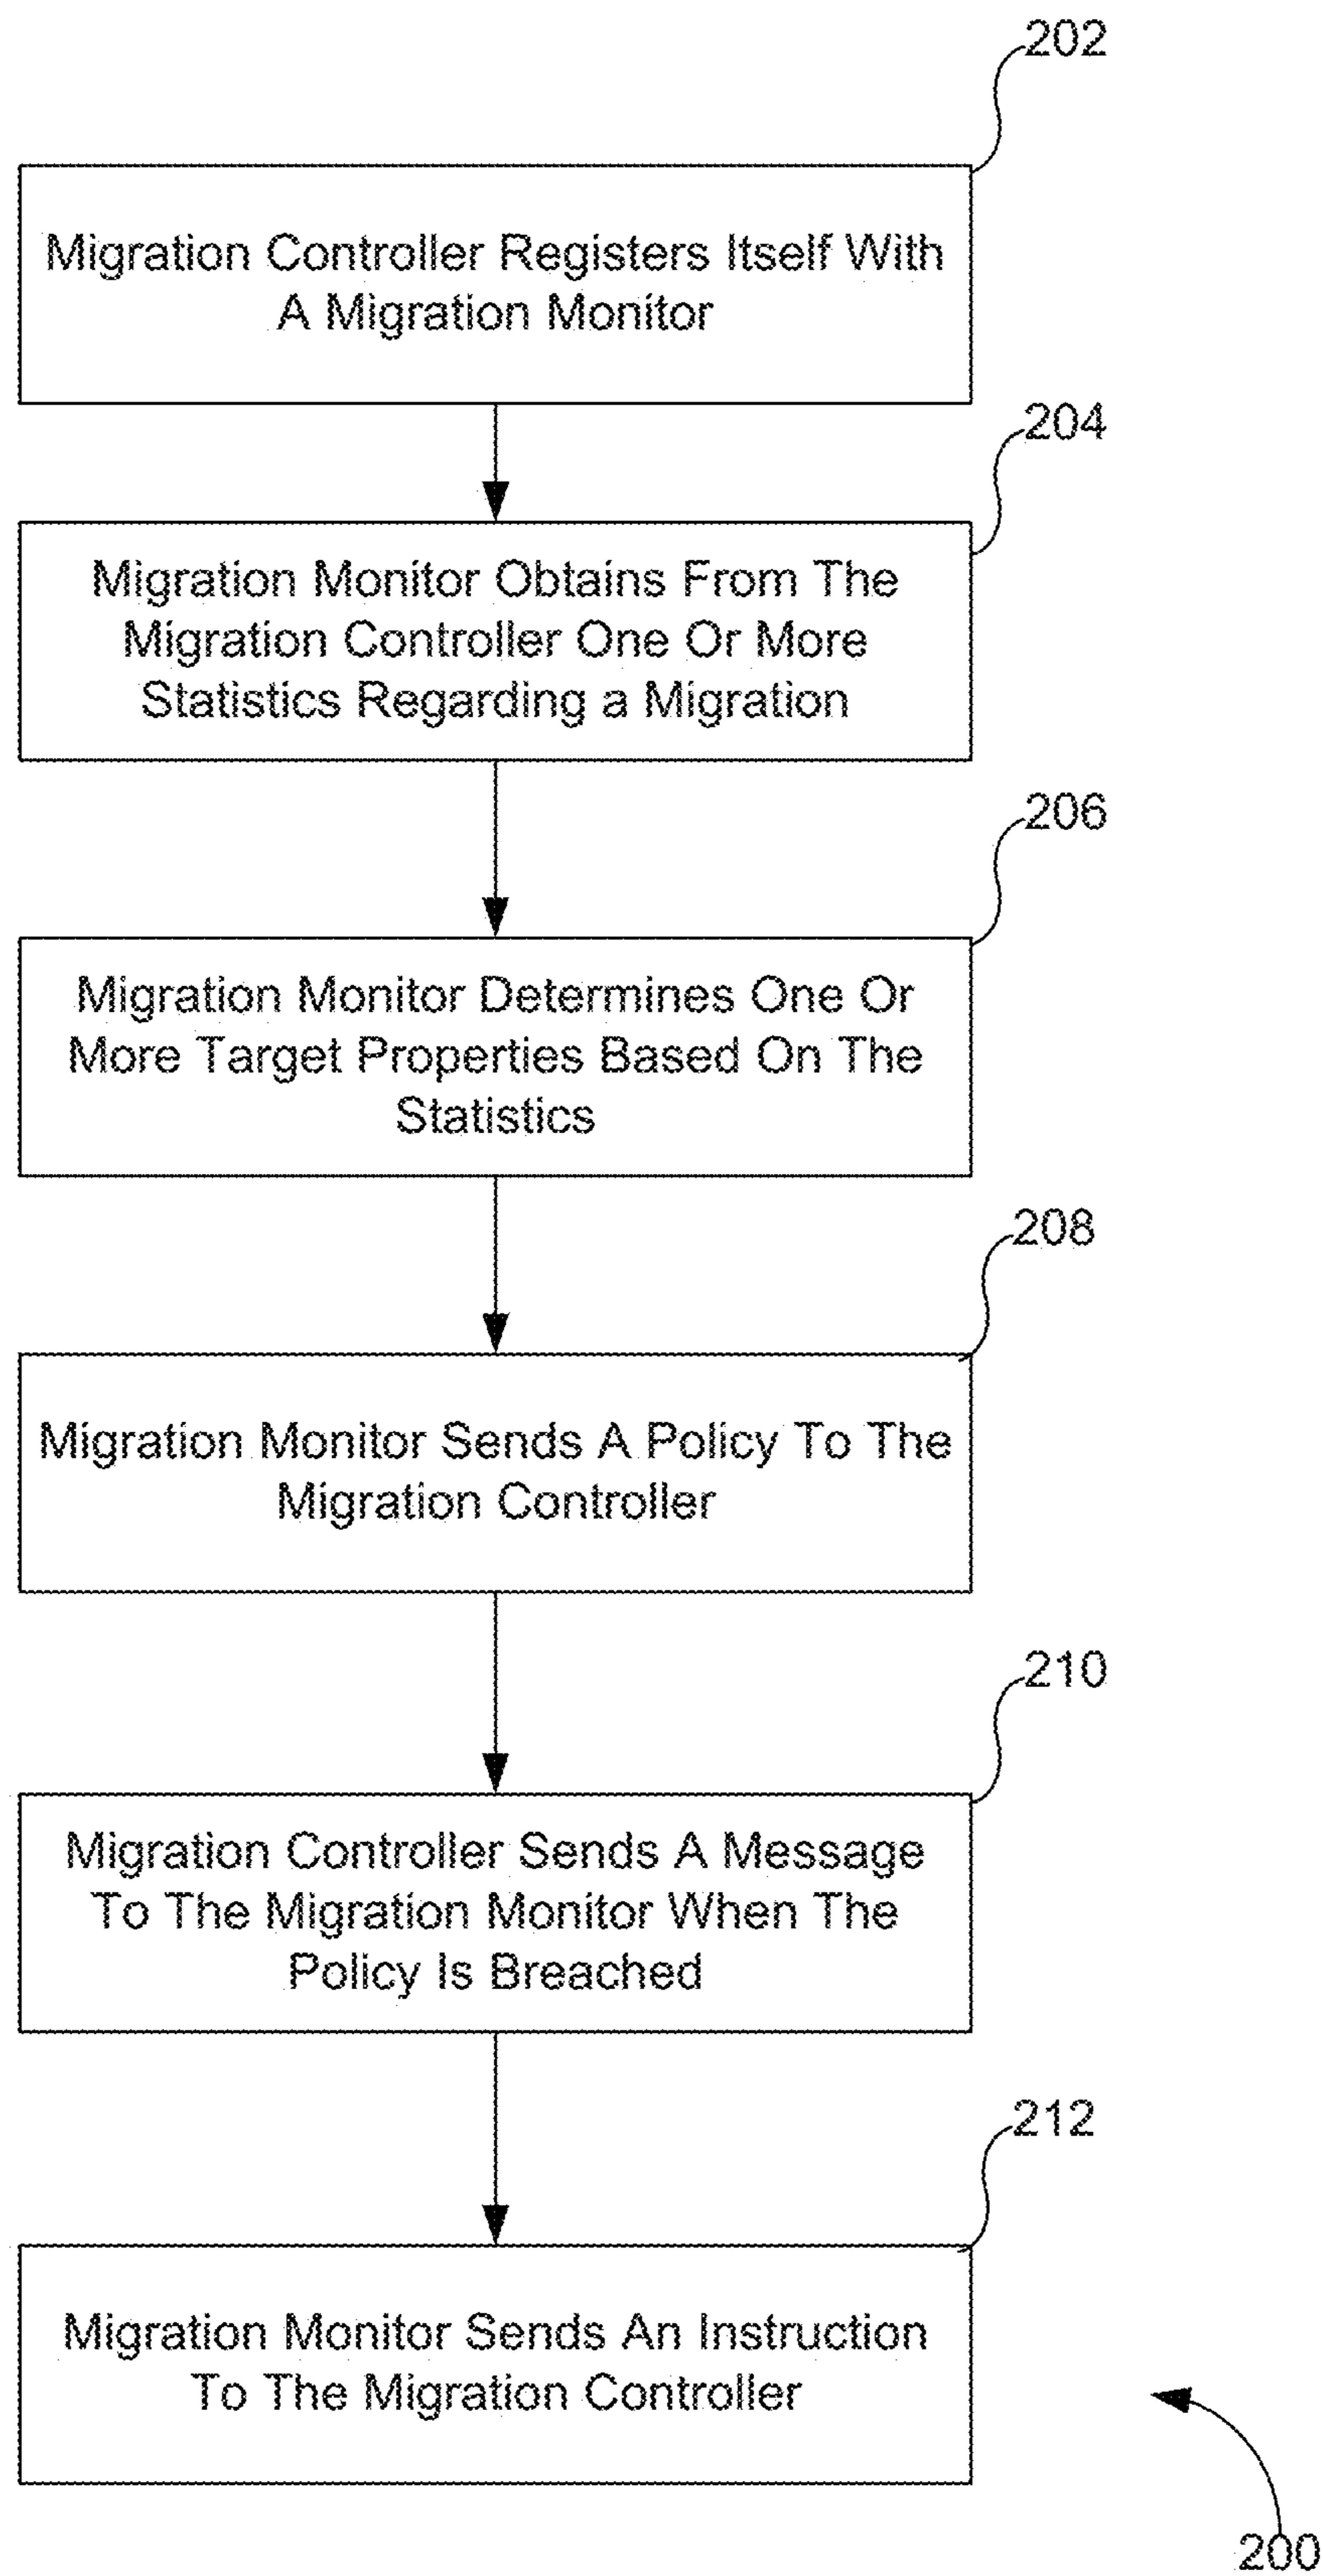 202
Migration Controller Registers Itself With
A Migration Monitor
204
Migration Monitor Obtains From The
Migration Controller One Or More
Statistics Regarding a Migration
206
Migration Monitor Determines One Or
More Target Properties Based On The
Statistics
208
Migration Monitor Sends A Policy To The
Migration Controller
210
Migration Controller Sends A Message
To The Migration Monitor When The
Policy Is Breached
212
Migration Monitor Sends An Instruction
To The Migration Controller
200